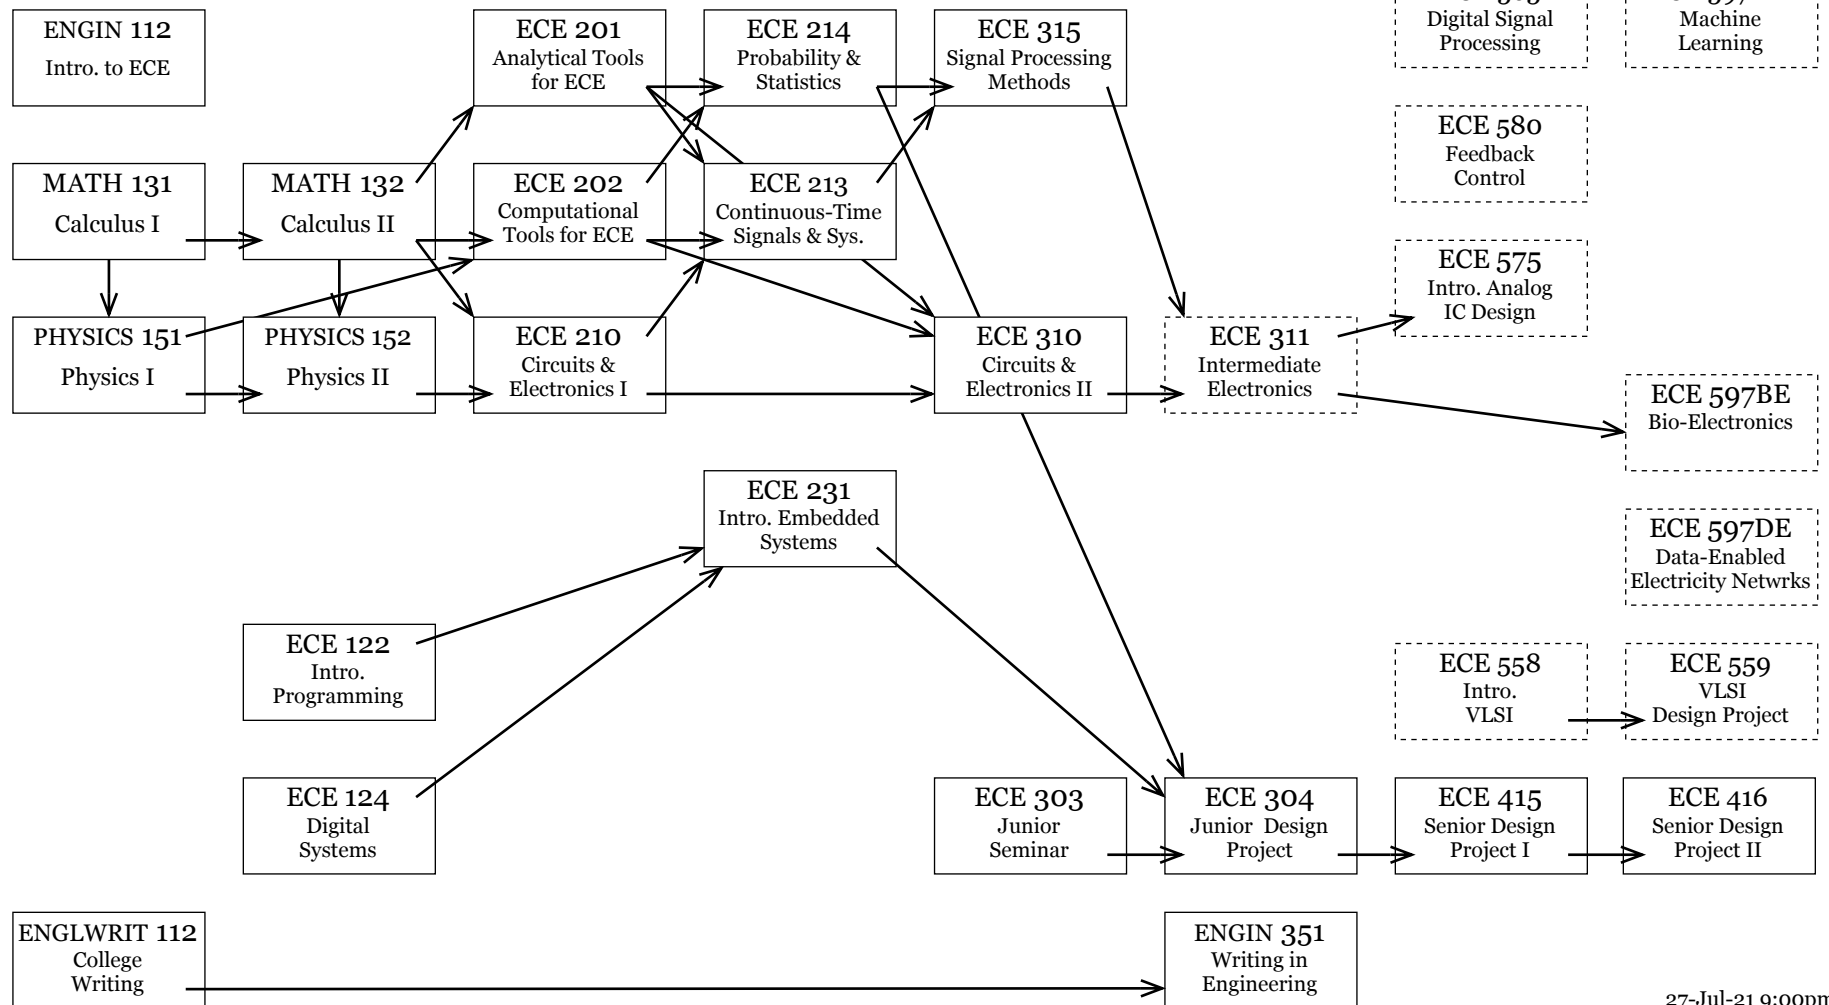 ENGIN 112
Intro. to ECE
ECE 201
Analytical Tools
for ECE
ECE 214
Probability &
Statistics
ECE 315
Signal Processing
Methods
Digital Signal
Processing
Machine
Learning
ECE 580
Feedback
Control
MATH 131
Calculus I
MATH 132
Calculus II
ECE 202
Computational
Tools for ECE
ECE 213
Continuous-Time
Signals & Sys.
ECE 575
Intro. Analog
IC Design
PHYSICS 151
Physics I
PHYSICS 152
Physics II
ECE 210
Circuits &
Electronics I
ECE 310
Circuits &
Electronics II
ECE 311
Intermediate
Electronics
ECE 597BE
Bio-Electronics
ECE 231
Intro. Embedded
Systems
ECE 597DE
Data-Enabled
Electricity Netwrks
ECE 122
Intro.
Programming
ECE 558
Intro.
VLSI
ECE 559
VLSI
Design Project
ECE 124
Digital
Systems
ECE 303
Junior
Seminar
ECE 304
Junior Design
Project
ECE 415
Senior Design
Project I
ECE 416
Senior Design
Project II
ENGLWRIT 112
College
Writing
ENGIN 351
Writing in
Engineering
27-Jul-21 9:00pm